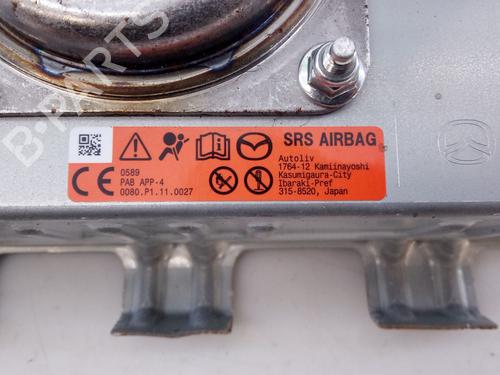 B-PARTS
SRS AIRBAG
Autoliv
1764-12 Kamiinayoshi
Kasumigaura-City
Ibaraki-Pref
315-8520, Japan
CE
0589
PAB APP-4
0080.P1.11.0027